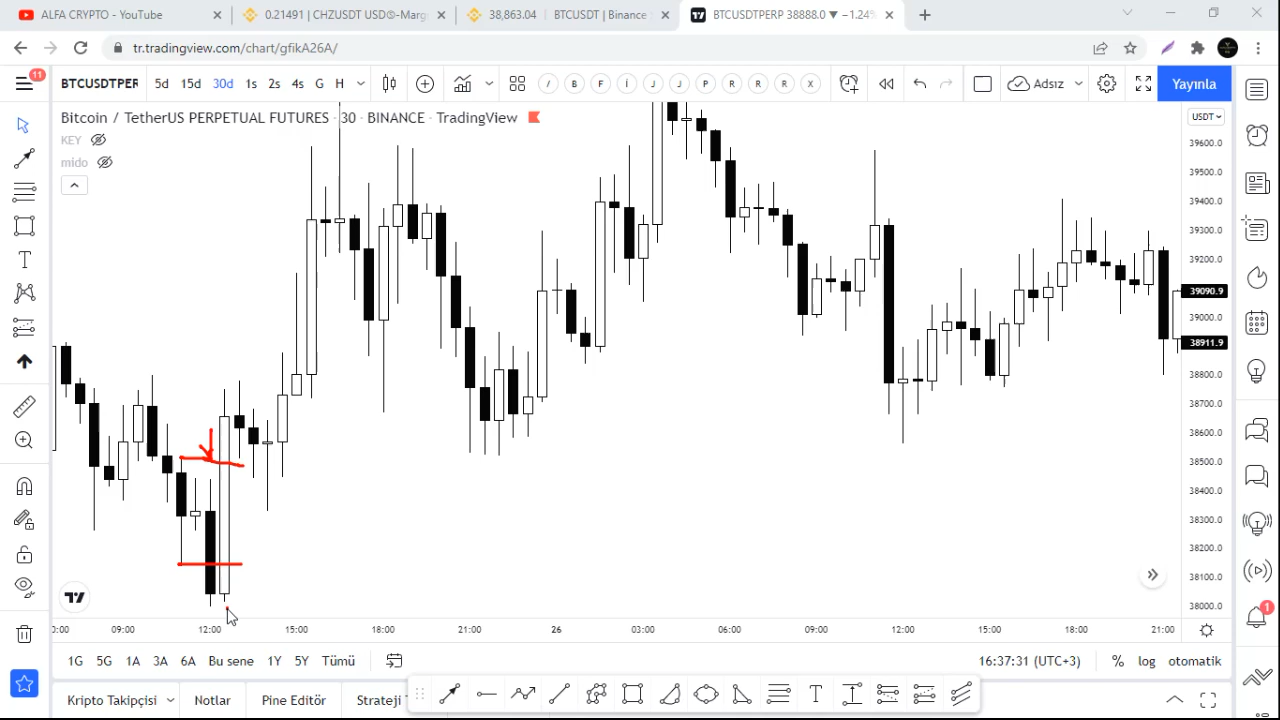 ALFA CRYPTO - YouTube
0.21491 | CHZUSDT USDⓈ-Marg
38,863.04 | BTCUSDT | Binance
BTCUSDTPERP 38888.0 ▼ −1.24%
tr.tradingview.com/chart/gfikA26A/
11
BTCUSDTPER 5d 15d 30d 1s 2s 4s G H
/ B F İ J J P R R R X
Adsız
Yayınla
Bitcoin / TetherUS PERPETUAL FUTURES · 30 · BINANCE · TradingView
USDT
KEY
mido
39600.0
39500.0
39400.0
39300.0
39200.0
39090.9
39000.0
38911.9
38800.0
38700.0
38600.0
38500.0
38400.0
38300.0
38200.0
38100.0
38000.0
0:00 09:00 12:00 15:00 18:00 21:00 26 03:00 06:00 09:00 12:00 15:00 18:00 21:00
1
1G 5G 1A 3A 6A Bu sene 1Y 5Y Tümü
16:37:31 (UTC+3) % log otomatik
Kripto Takipçisi Notlar Pine Editör Strateji